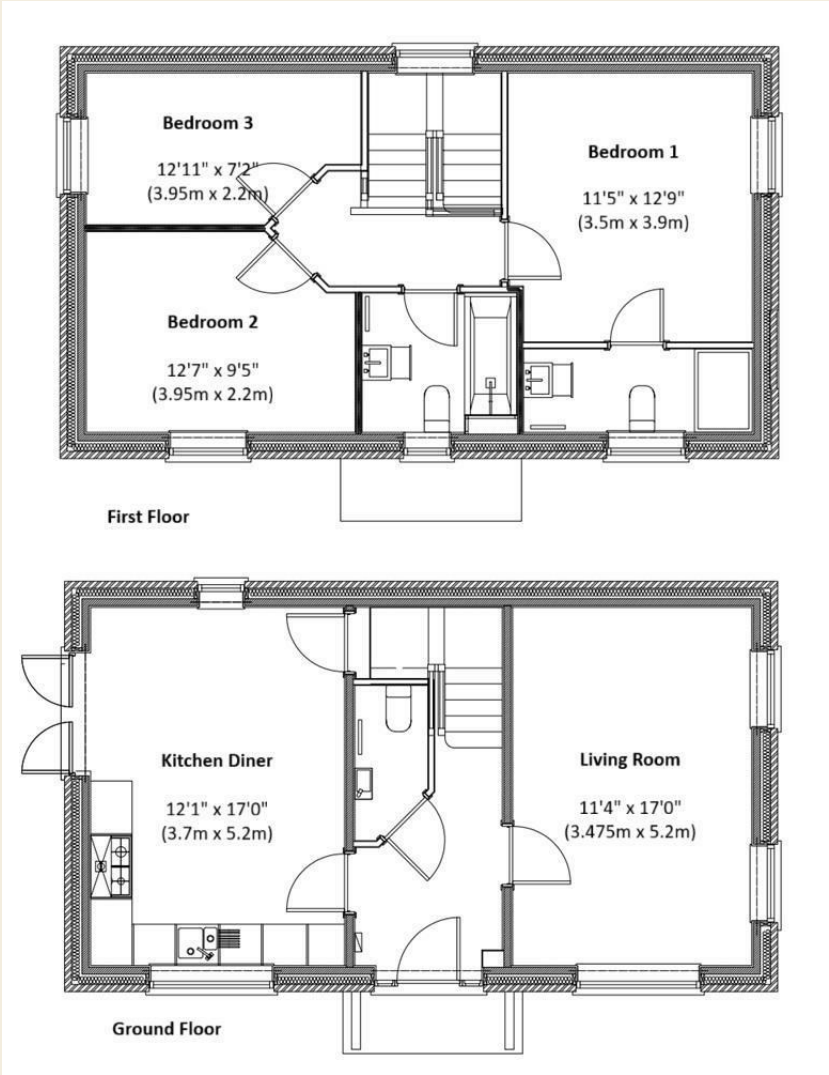 Bedroom 3
12'11" x 7'2"
(3.95m x 2.2m)
Bedroom 1
11'5" x 12'9"
(3.5m x 3.9m)
Bedroom 2
12'7" x 9'5"
(3.95m x 2.2m)
First Floor
Kitchen Diner
12'1" x 17'0"
(3.7m x 5.2m)
Living Room
11'4" x 17'0"
(3.475m x 5.2m)
Ground Floor